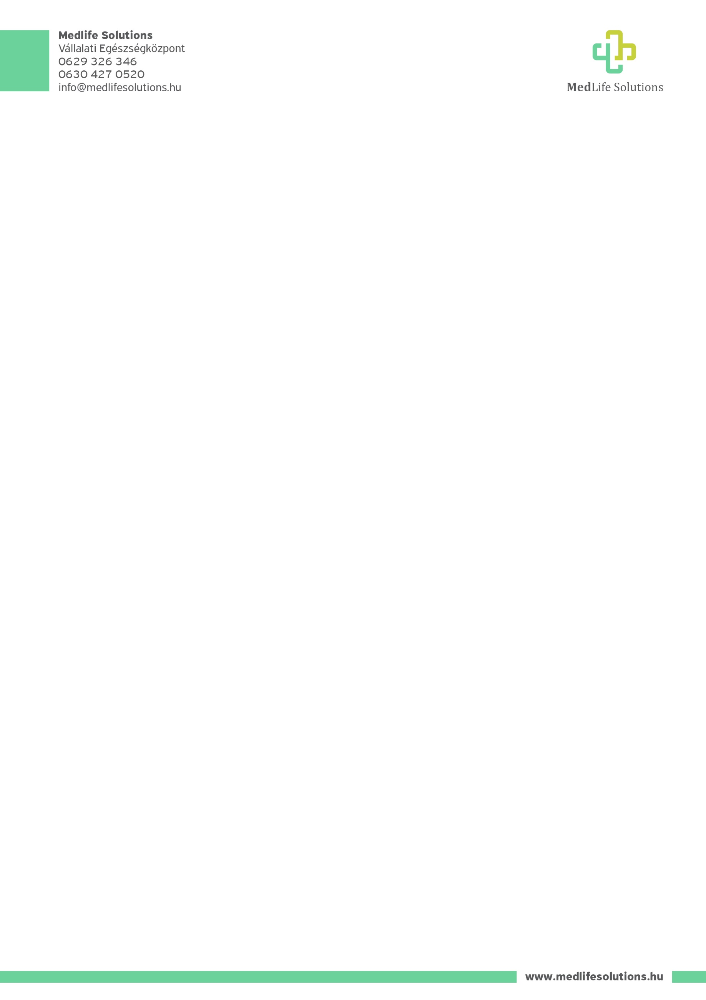 Medlife Solutions
Vállalati Egészségközpont
0629 326 346
0630 427 0520
info@medlifesolutions.hu
MedLife Solutions
www.medlifesolutions.hu